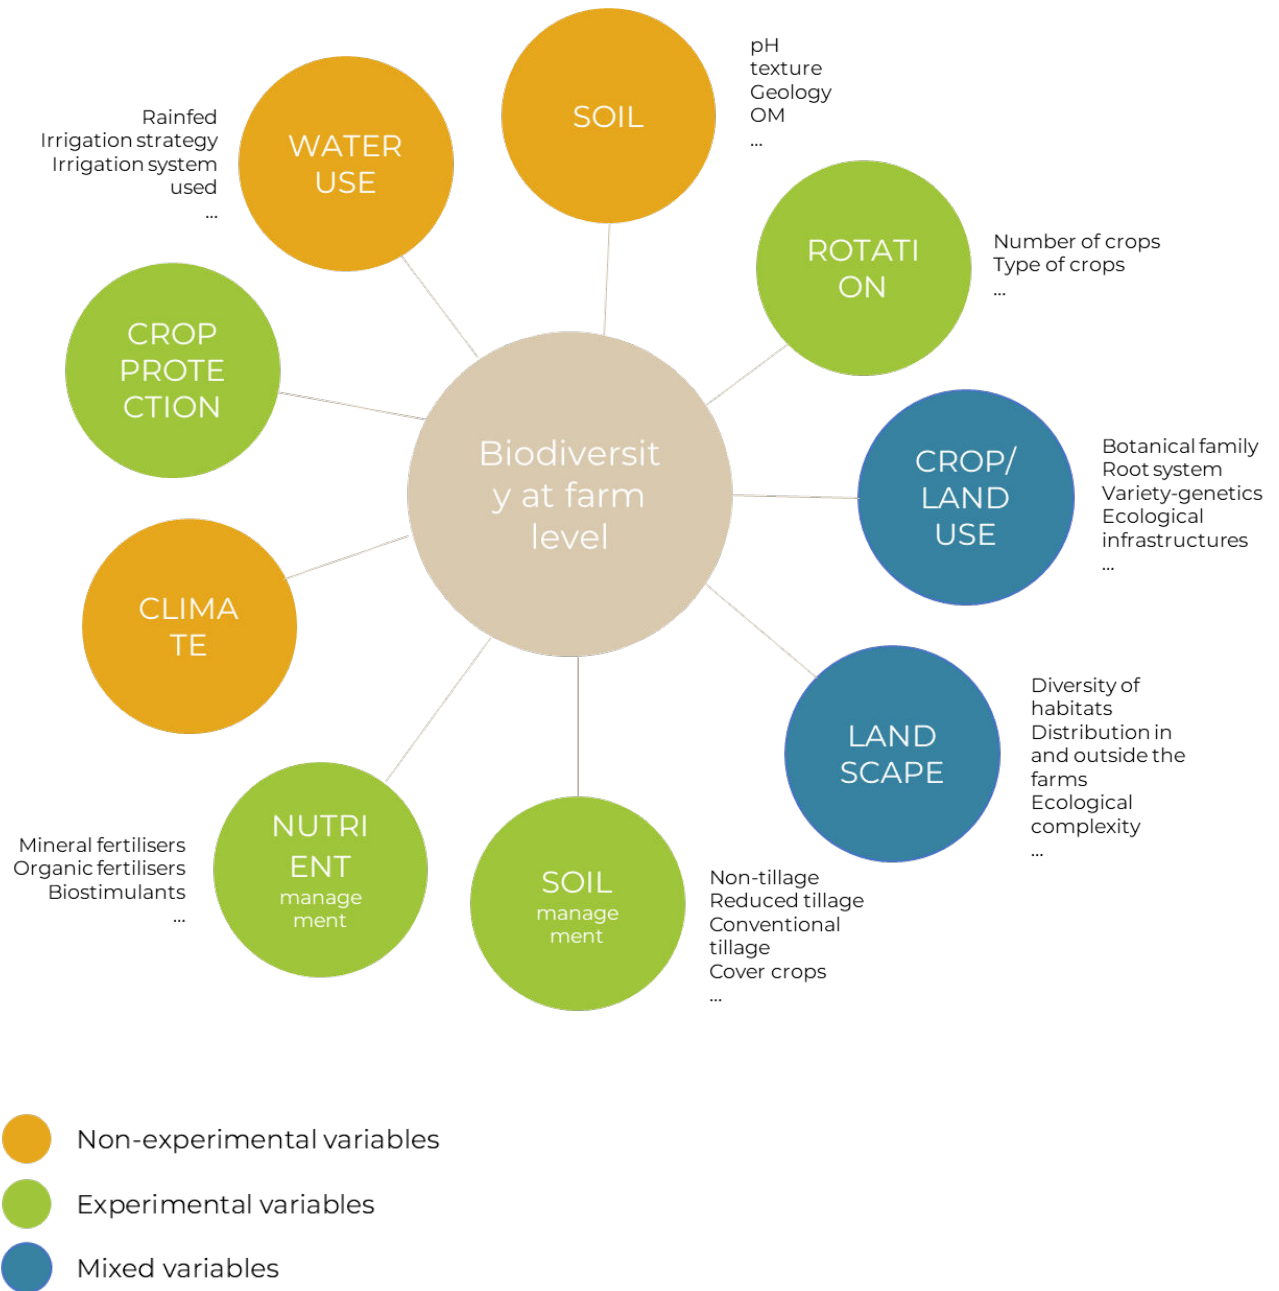 SOIL
pH
texture
Geology
OM
...
Rainfed
Irrigation strategy
Irrigation system
used
...
WATER
USE
ROTATI
ON
Number of crops
Type of crops
...
CROP
PROTE
CTION
Biodiversit
y at farm
level
CROP/
LAND
USE
Botanical family
Root system
Variety-genetics
Ecological
infrastructures
...
CLIMA
TE
LAND
SCAPE
Diversity of
habitats
Distribution in
and outside the
farms
Ecological
complexity
...
Mineral fertilisers
Organic fertilisers
Biostimulants
...
NUTRI
ENT
manage
ment
SOIL
manage
ment
Non-tillage
Reduced tillage
Conventional
tillage
Cover crops
...
Non-experimental variables
Experimental variables
Mixed variables